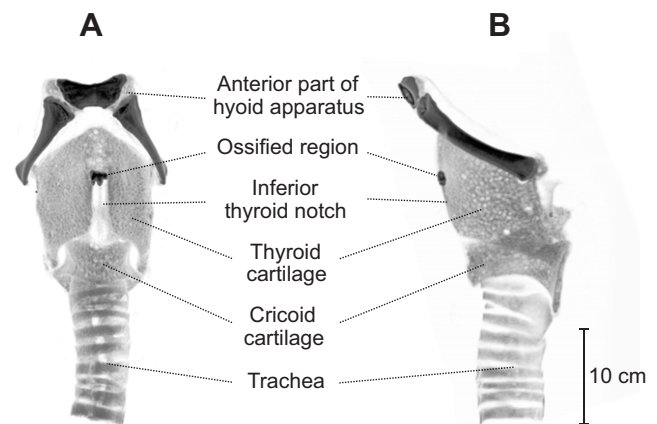 A
B
Anterior part of
hyoid apparatus
Ossified region
Inferior
thyroid notch
Thyroid
cartilage
Cricoid
cartilage
Trachea
10 cm